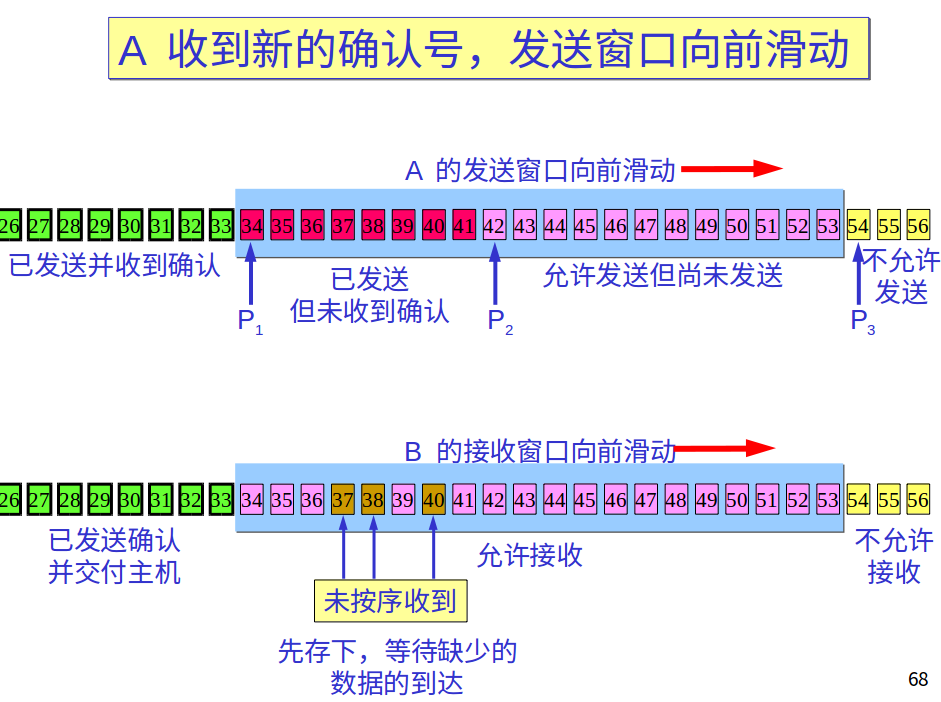 A 收到新的确认号，发送窗口向前滑动
A 的发送窗口向前滑动
26 27 28 29 30 31 32 33 34 35 36 37 38 39 40 41 42 43 44 45 46 47 48 49 50 51 52 53 54 55 56
已发送并收到确认
已发送
但未收到确认
允许发送但尚未发送
不允许
发送
P1
P2
P3
B 的接收窗口向前滑动
26 27 28 29 30 31 32 33 34 35 36 37 38 39 40 41 42 43 44 45 46 47 48 49 50 51 52 53 54 55 56
已发送确认
并交付主机
允许接收
不允许
接收
未按序收到
先存下，等待缺少的
数据的到达
68